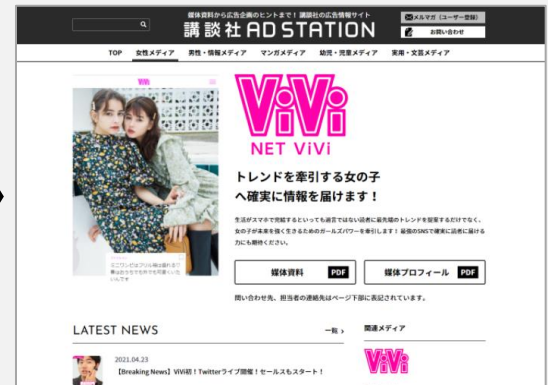 媒体資料から広告企画のヒントまで！ 講談社の広告情報サイト
講談社 AD STATION
メルマガ（ユーザー登録）
お問い合わせ
TOP 女性メディア 男性・情報メディア マンガメディア 幼児・児童メディア 実用・文芸メディア
ViVi
ViVi
NET ViVi
トレンドを牽引する女の子
へ確実に情報を届けます！
生活がスマホで完結するといっても過言ではない読者に最先端のトレンドを提案するだけでなく、
女の子が未来を強く生きるためのガールズパワーを牽引します！ 最強のSNSで確実に読者に届ける
力にも期待ください。
媒体資料 PDF 媒体プロフィール PDF
問い合わせ先、担当者の連絡先はページ下部に表記されています。
LATEST NEWS 一覧 › 関連メディア
2021.04.23
【Breaking News】ViVi初！Twitterライブ開催！セールスもスタート！
ViVi